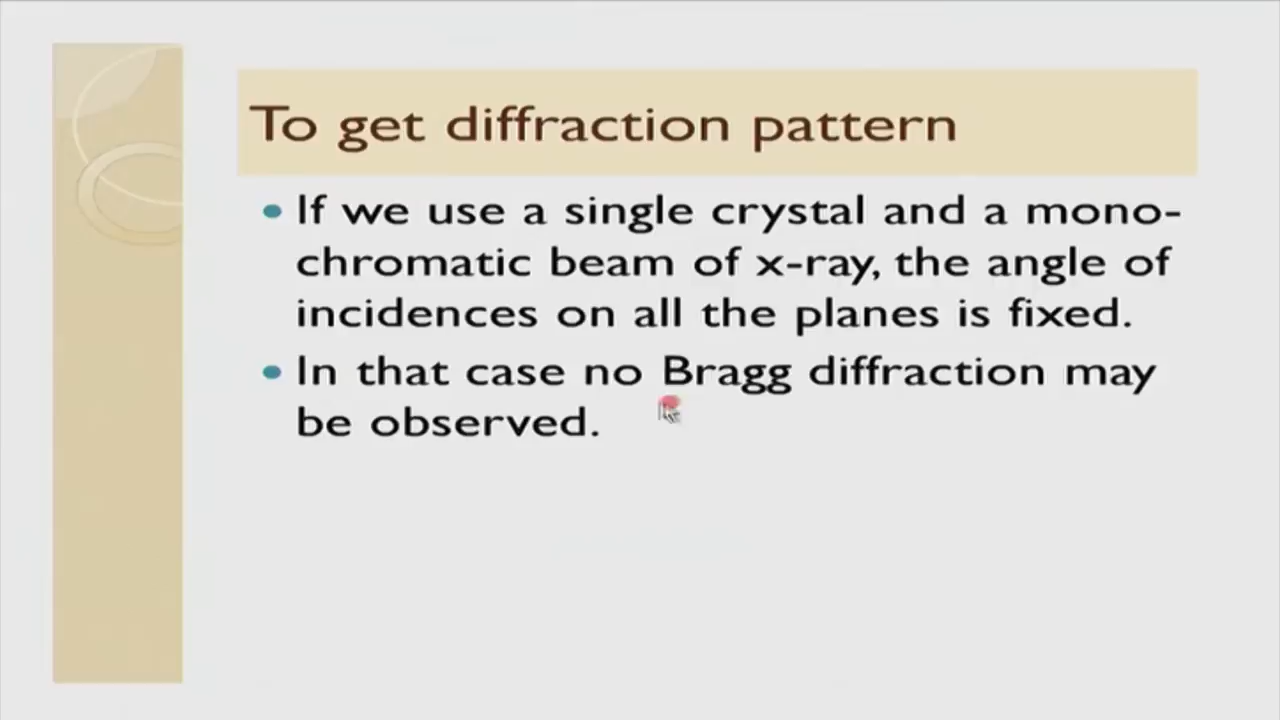 To get diffraction pattern
If we use a single crystal and a mono-
chromatic beam of x-ray, the angle of
incidences on all the planes is fixed.
In that case no Bragg diffraction may
be observed.